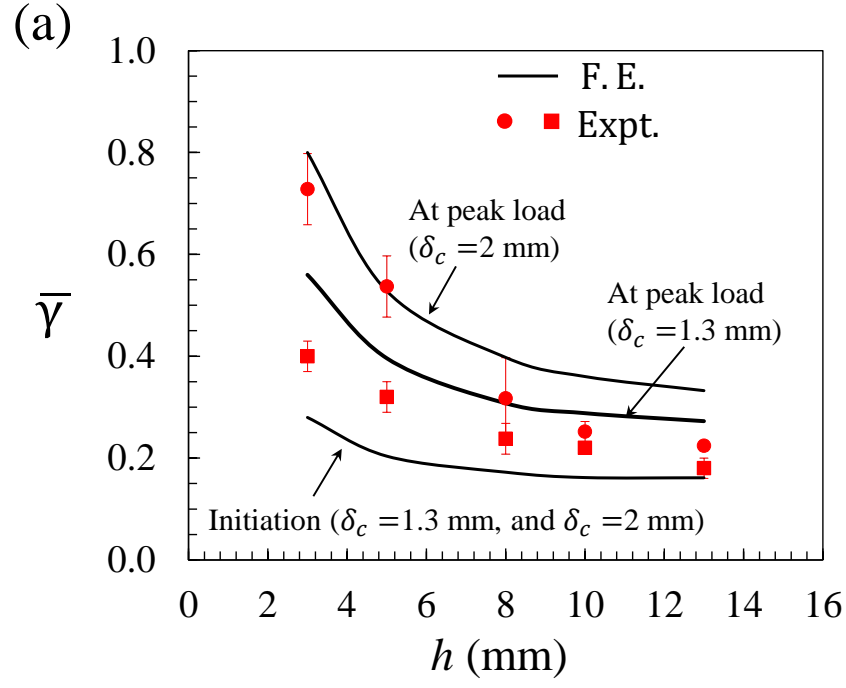 (a)
1.0
0.8
0.6
0.4
0.2
0.0
γ̅
F. E.
Expt.
At peak load
(δc =2 mm)
At peak load
(δc =1.3 mm)
Initiation (δc =1.3 mm, and δc =2 mm)
0 2 4 6 8 10 12 14 16
h (mm)